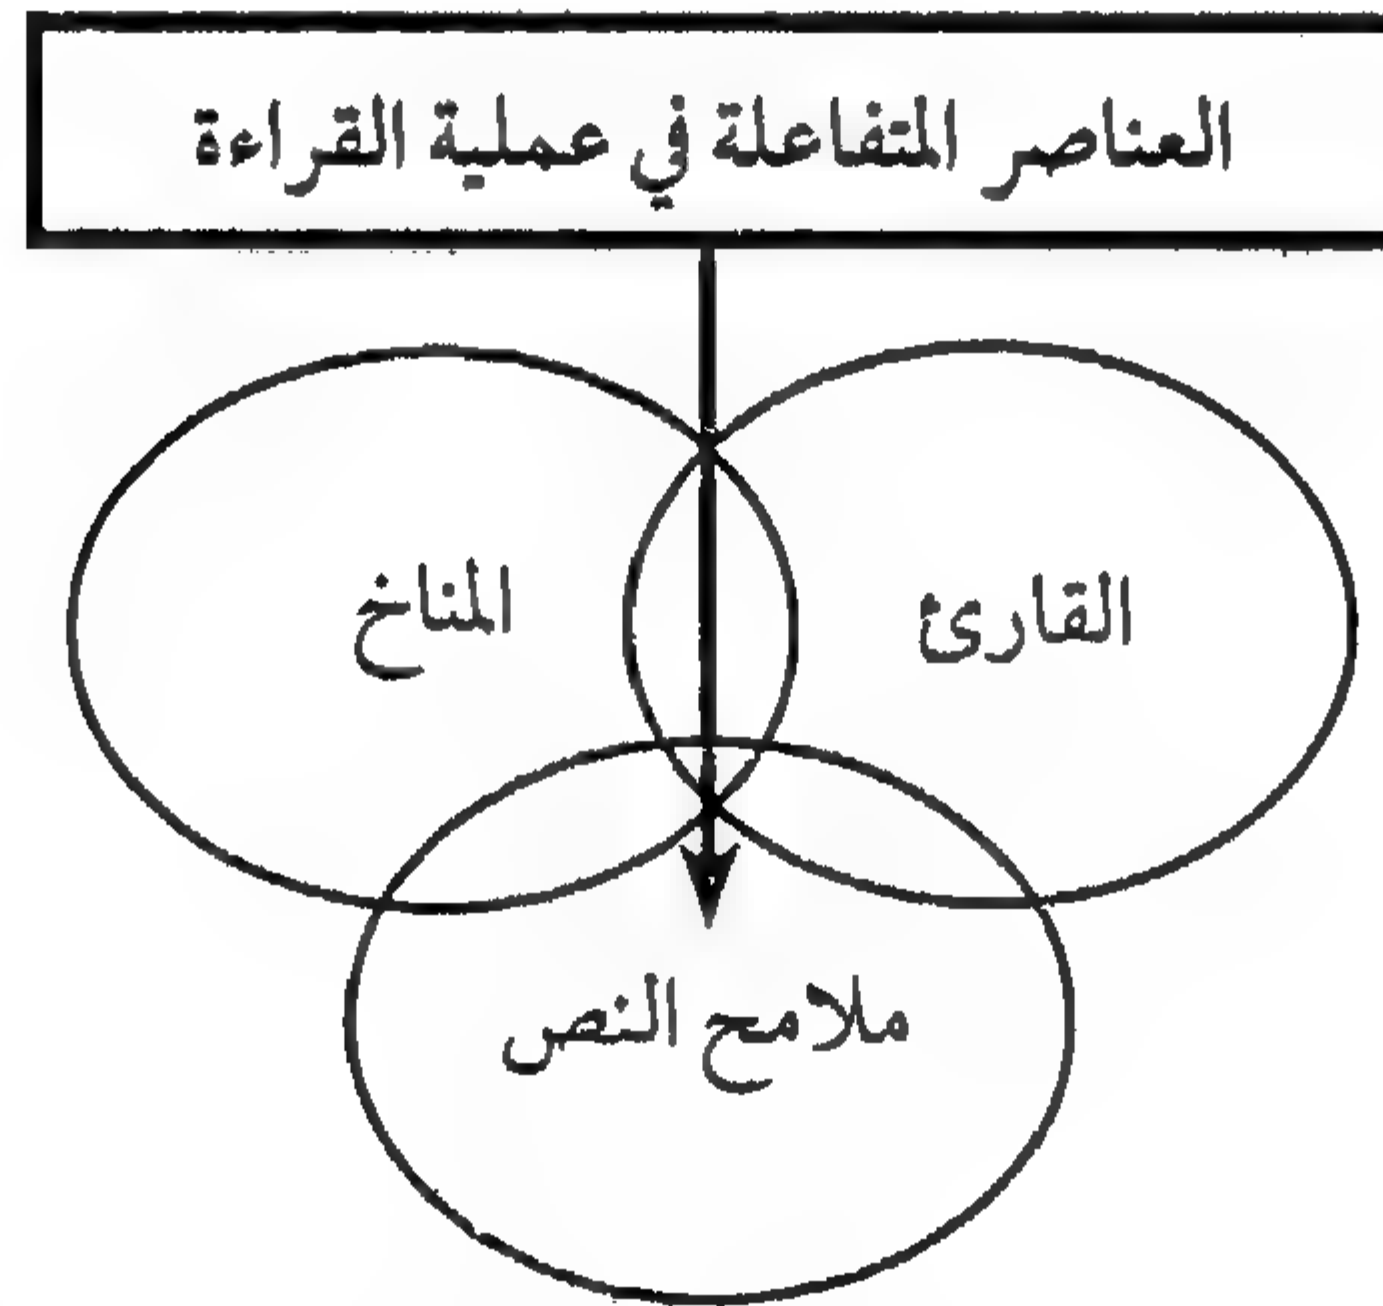 العناصر المتفاعلة في عملية القراءة
القارئ
المناخ
ملامح النص